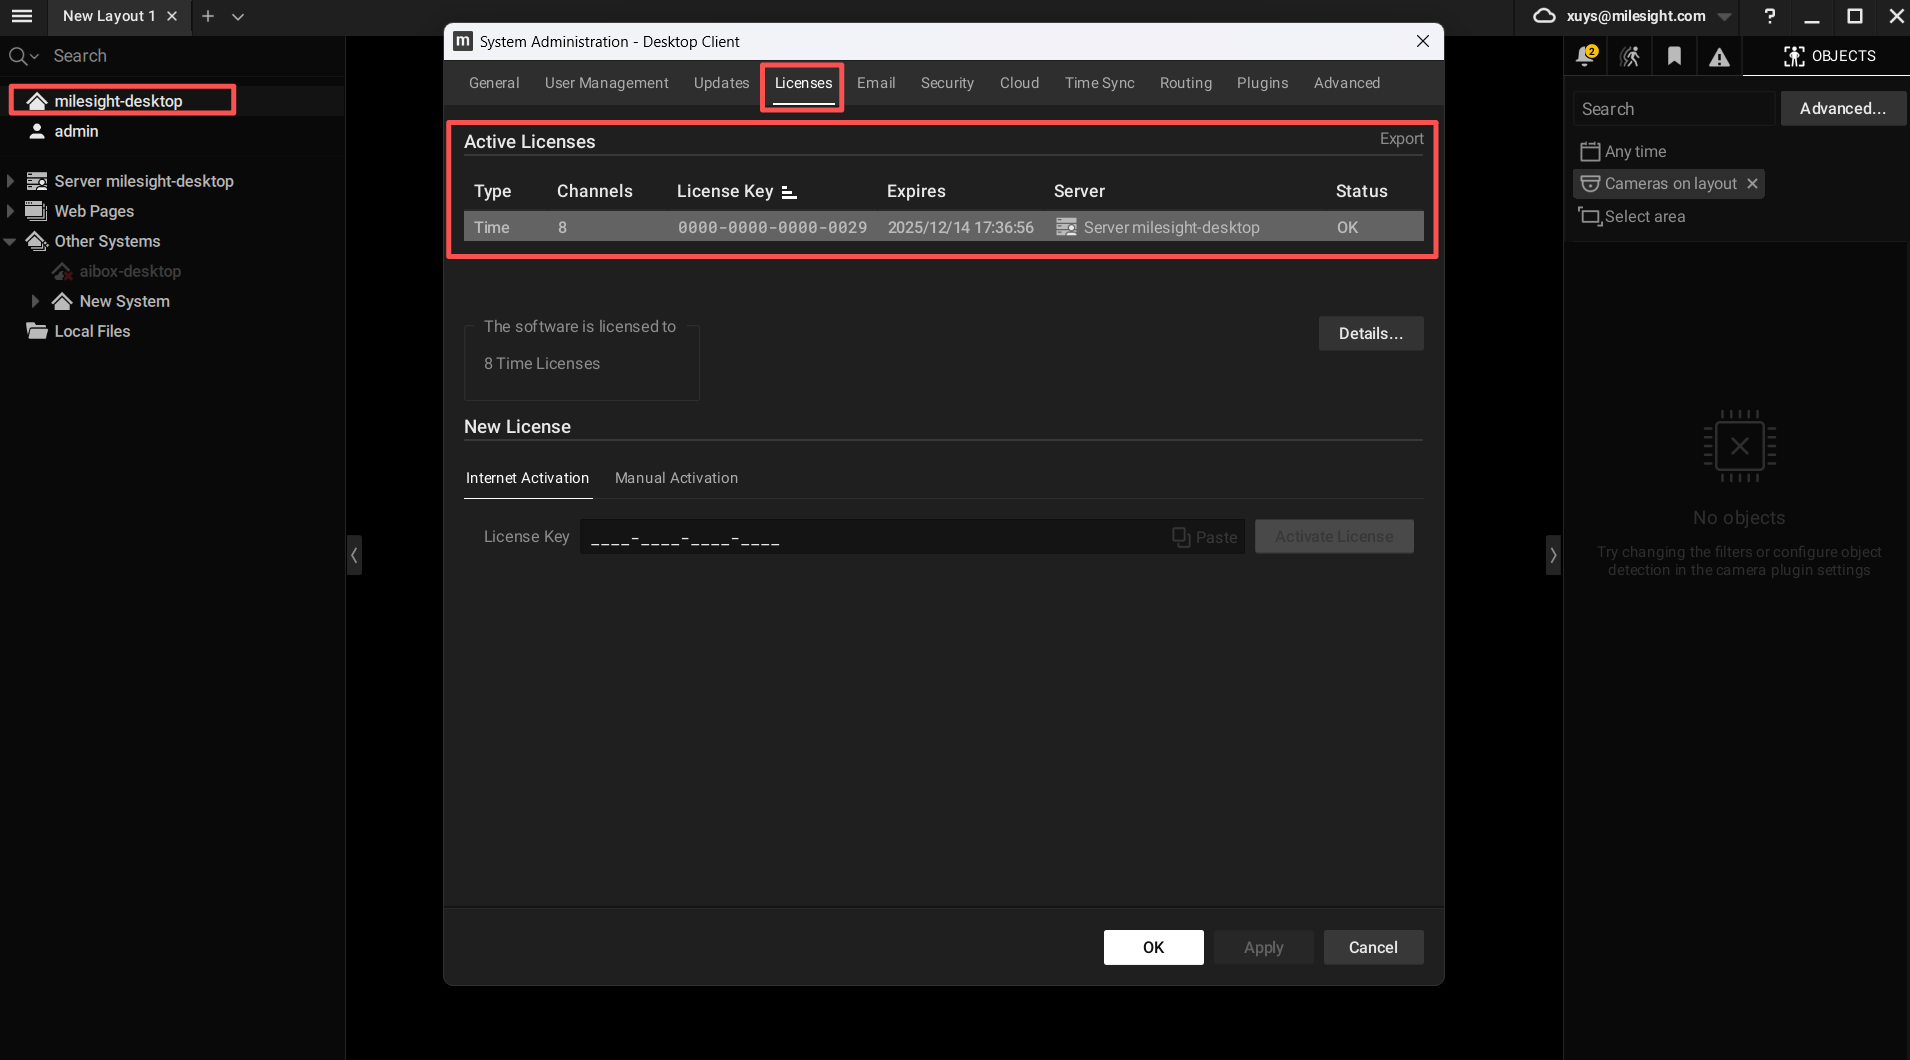 New Layout 1
xuys@milesight.com
?
Search
milesight-desktop
admin
Server milesight-desktop
Web Pages
Other Systems
aibox-desktop
New System
Local Files
m System Administration - Desktop Client
General User Management Updates Licenses Email Security Cloud Time Sync Routing Plugins Advanced
Active Licenses Export
Type Channels License Key Expires Server Status
Time 8 0000-0000-0000-0029 2025/12/14 17:36:56 Server milesight-desktop OK
The software is licensed to
8 Time Licenses
Details...
New License
Internet Activation Manual Activation
License Key ____-____-____-____ Paste Activate License
OK Apply Cancel
2 OBJECTS
Search Advanced...
Any time
Cameras on layout
Select area
No objects
Try changing the filters or configure object
detection in the camera plugin settings